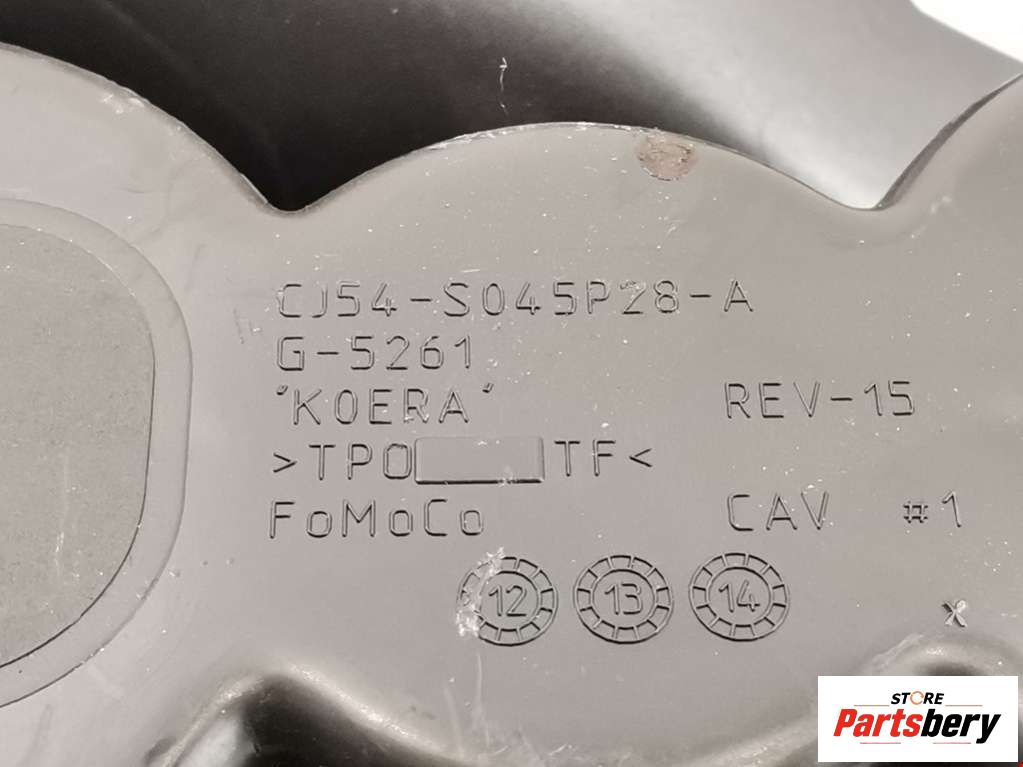 CJ54-S045P28-A
G-5261
"KOERA" REV-15
>TPO TF<
FoMoCo CAV #1
12 13 14
x
STORE
Partsbery